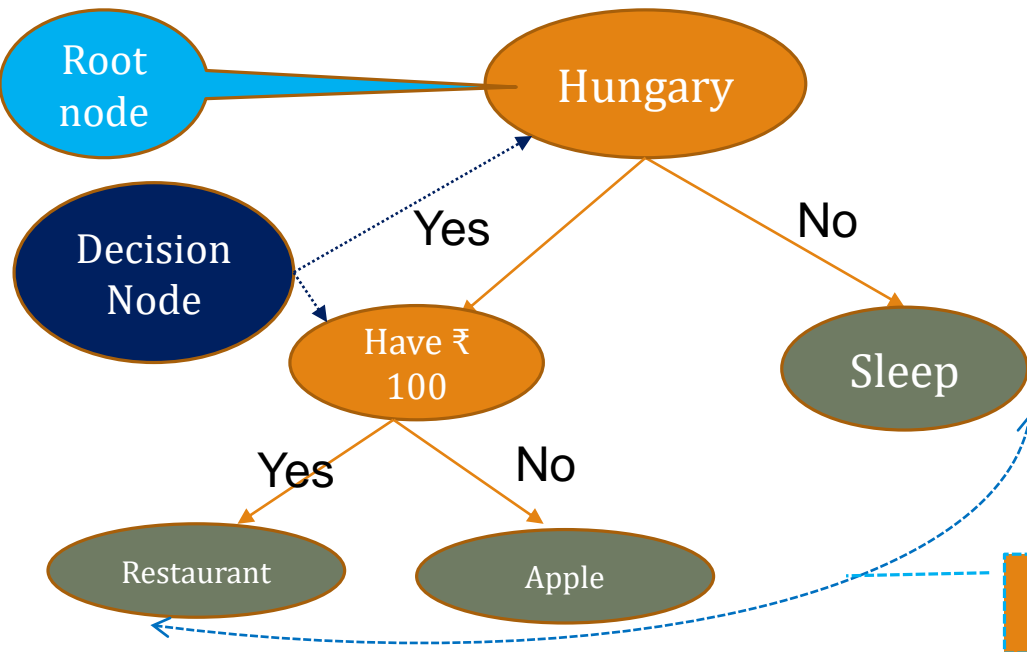 Root
node
Hungary
Decision
Node
Yes
No
Have ₹
100
Sleep
Yes
No
Restaurant
Apple